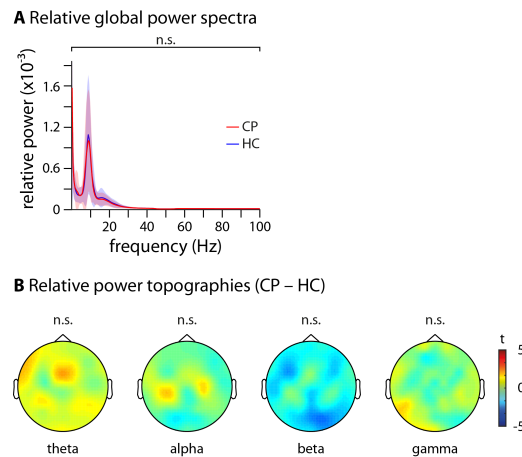 A Relative global power spectra
n.s.
relative power (x10⁻³)
1.6
1.2
0.6
0
CP
HC
20 40 60 80 100
frequency (Hz)
B Relative power topographies (CP – HC)
n.s. n.s. n.s. n.s.
t
5
0
-5
theta alpha beta gamma